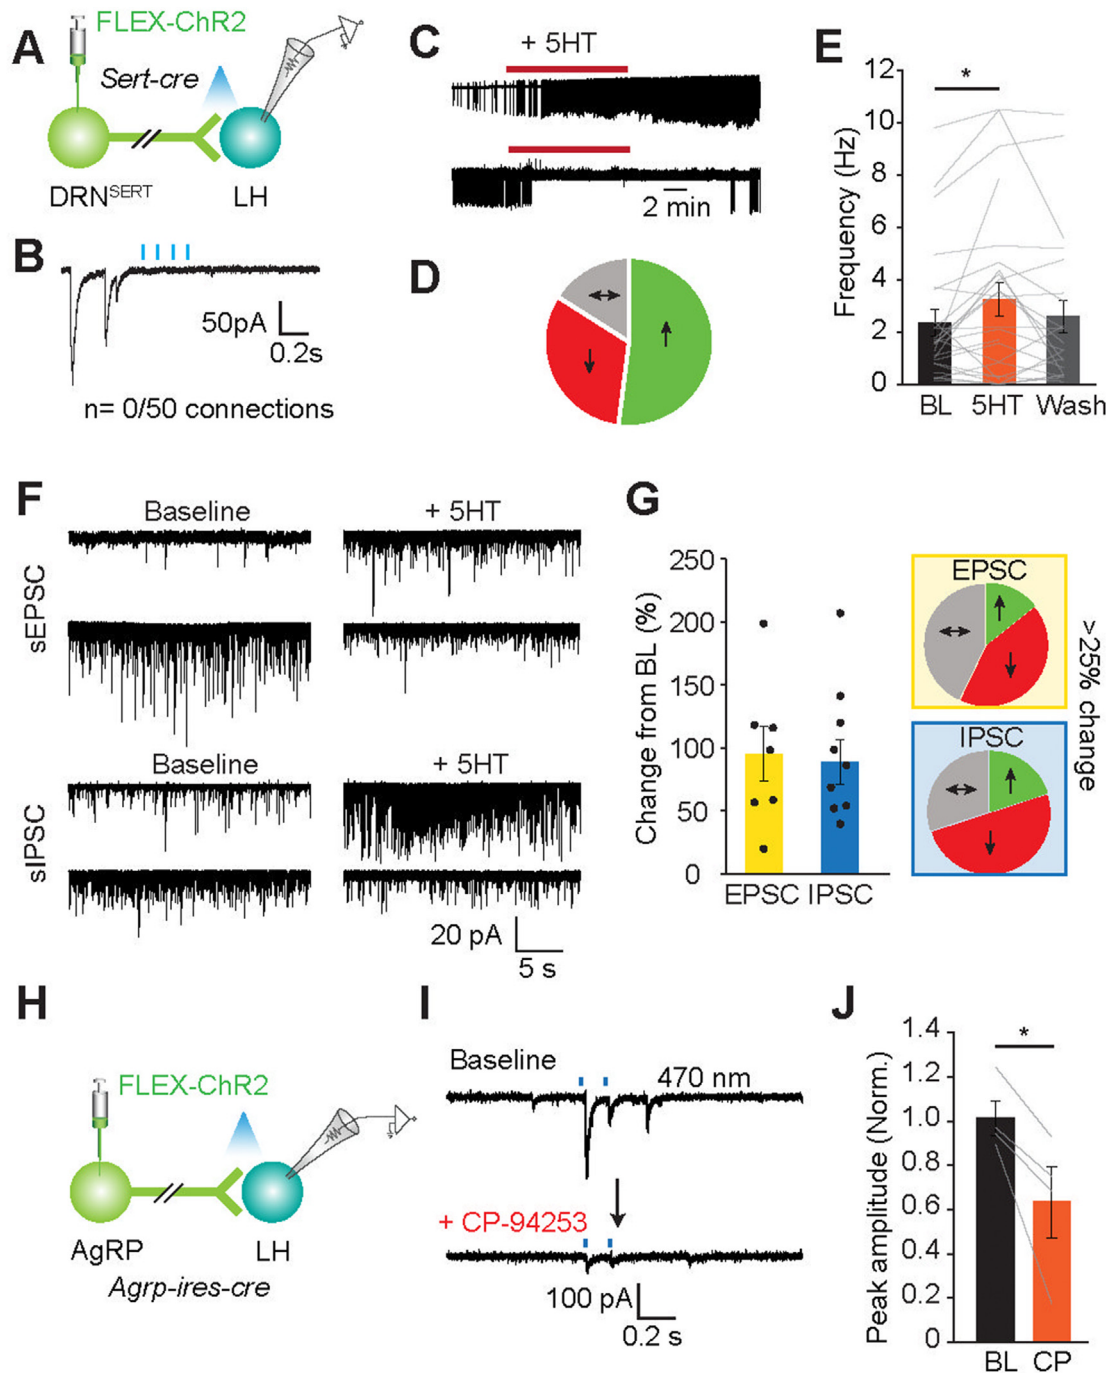 A
FLEX-ChR2
Sert-cre
DRNSERT
LH
B
50pA
0.2s
n= 0/50 connections
C
+ 5HT
2 min
D
E
*
Frequency (Hz)
12
10
8
6
4
2
0
BL 5HT Wash
F
Baseline
+ 5HT
sEPSC
Baseline
+ 5HT
sIPSC
20 pA
5 s
G
Change from BL (%)
250
200
150
100
50
0
EPSC IPSC
EPSC
IPSC
>25% change
H
FLEX-ChR2
AgRP
LH
Agrp-ires-cre
I
Baseline
470 nm
+ CP-94253
100 pA
0.2 s
J
*
Peak amplitude (Norm.)
1.4
1.2
1.0
0.8
0.6
0.4
0.2
0
BL CP